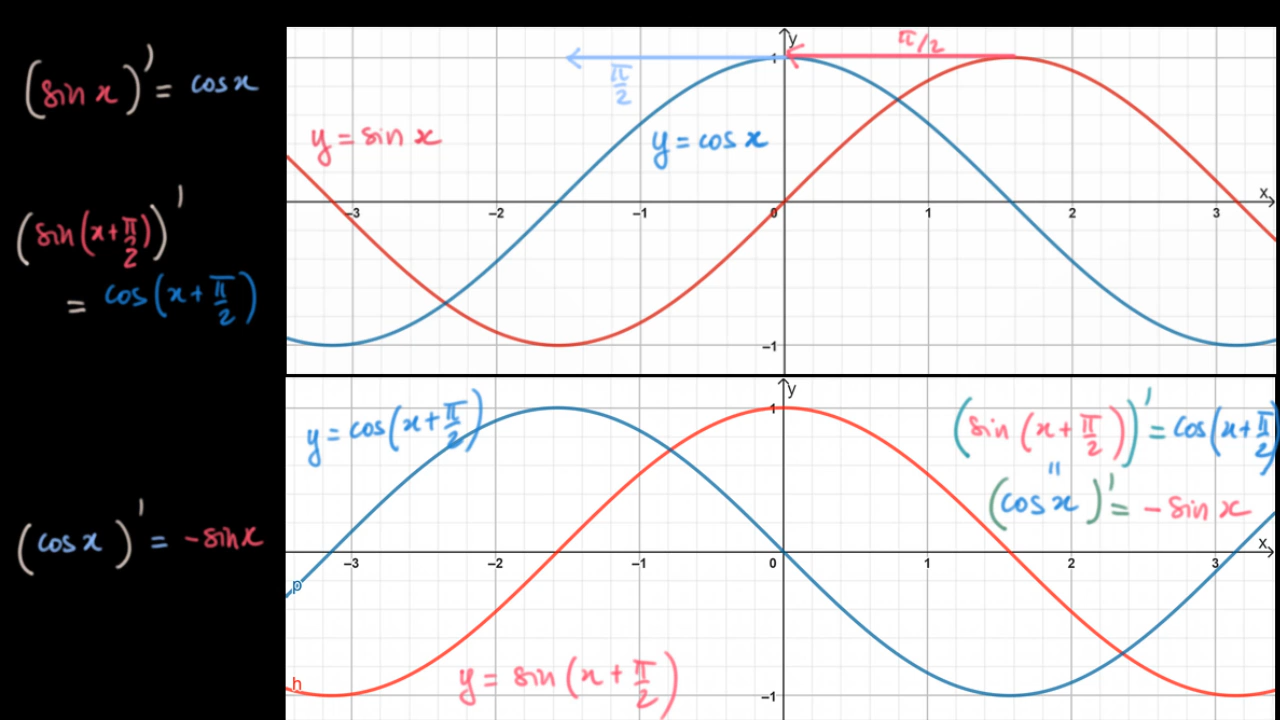 (sin x)' = cos x
(sin(x+π/2))'
= cos(x+π/2)
(cos x)' = -sin x
y
π/2
π/2
1
y = sin x
y = cos x
x
-3 -2 -1 0 1 2 3
-1
y
1
y = cos(x+π/2)
(sin(x+π/2))' = cos(x+π/2)
"
(cos x)' = - sin x
x
-3 -2 -1 0 1 2 3
p
h
y = sin(x+π/2)
-1